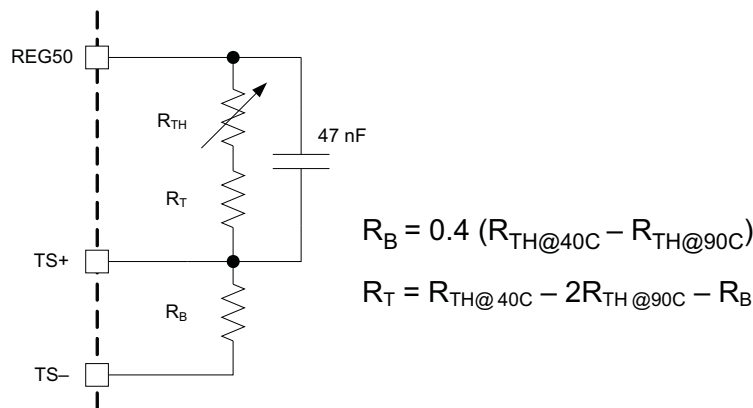 REG50
R_TH
47 nF
R_T
R_B = 0.4 (R_TH@40C – R_TH@90C)
TS+
R_T = R_TH@ 40C – 2R_TH @90C – R_B
R_B
TS–